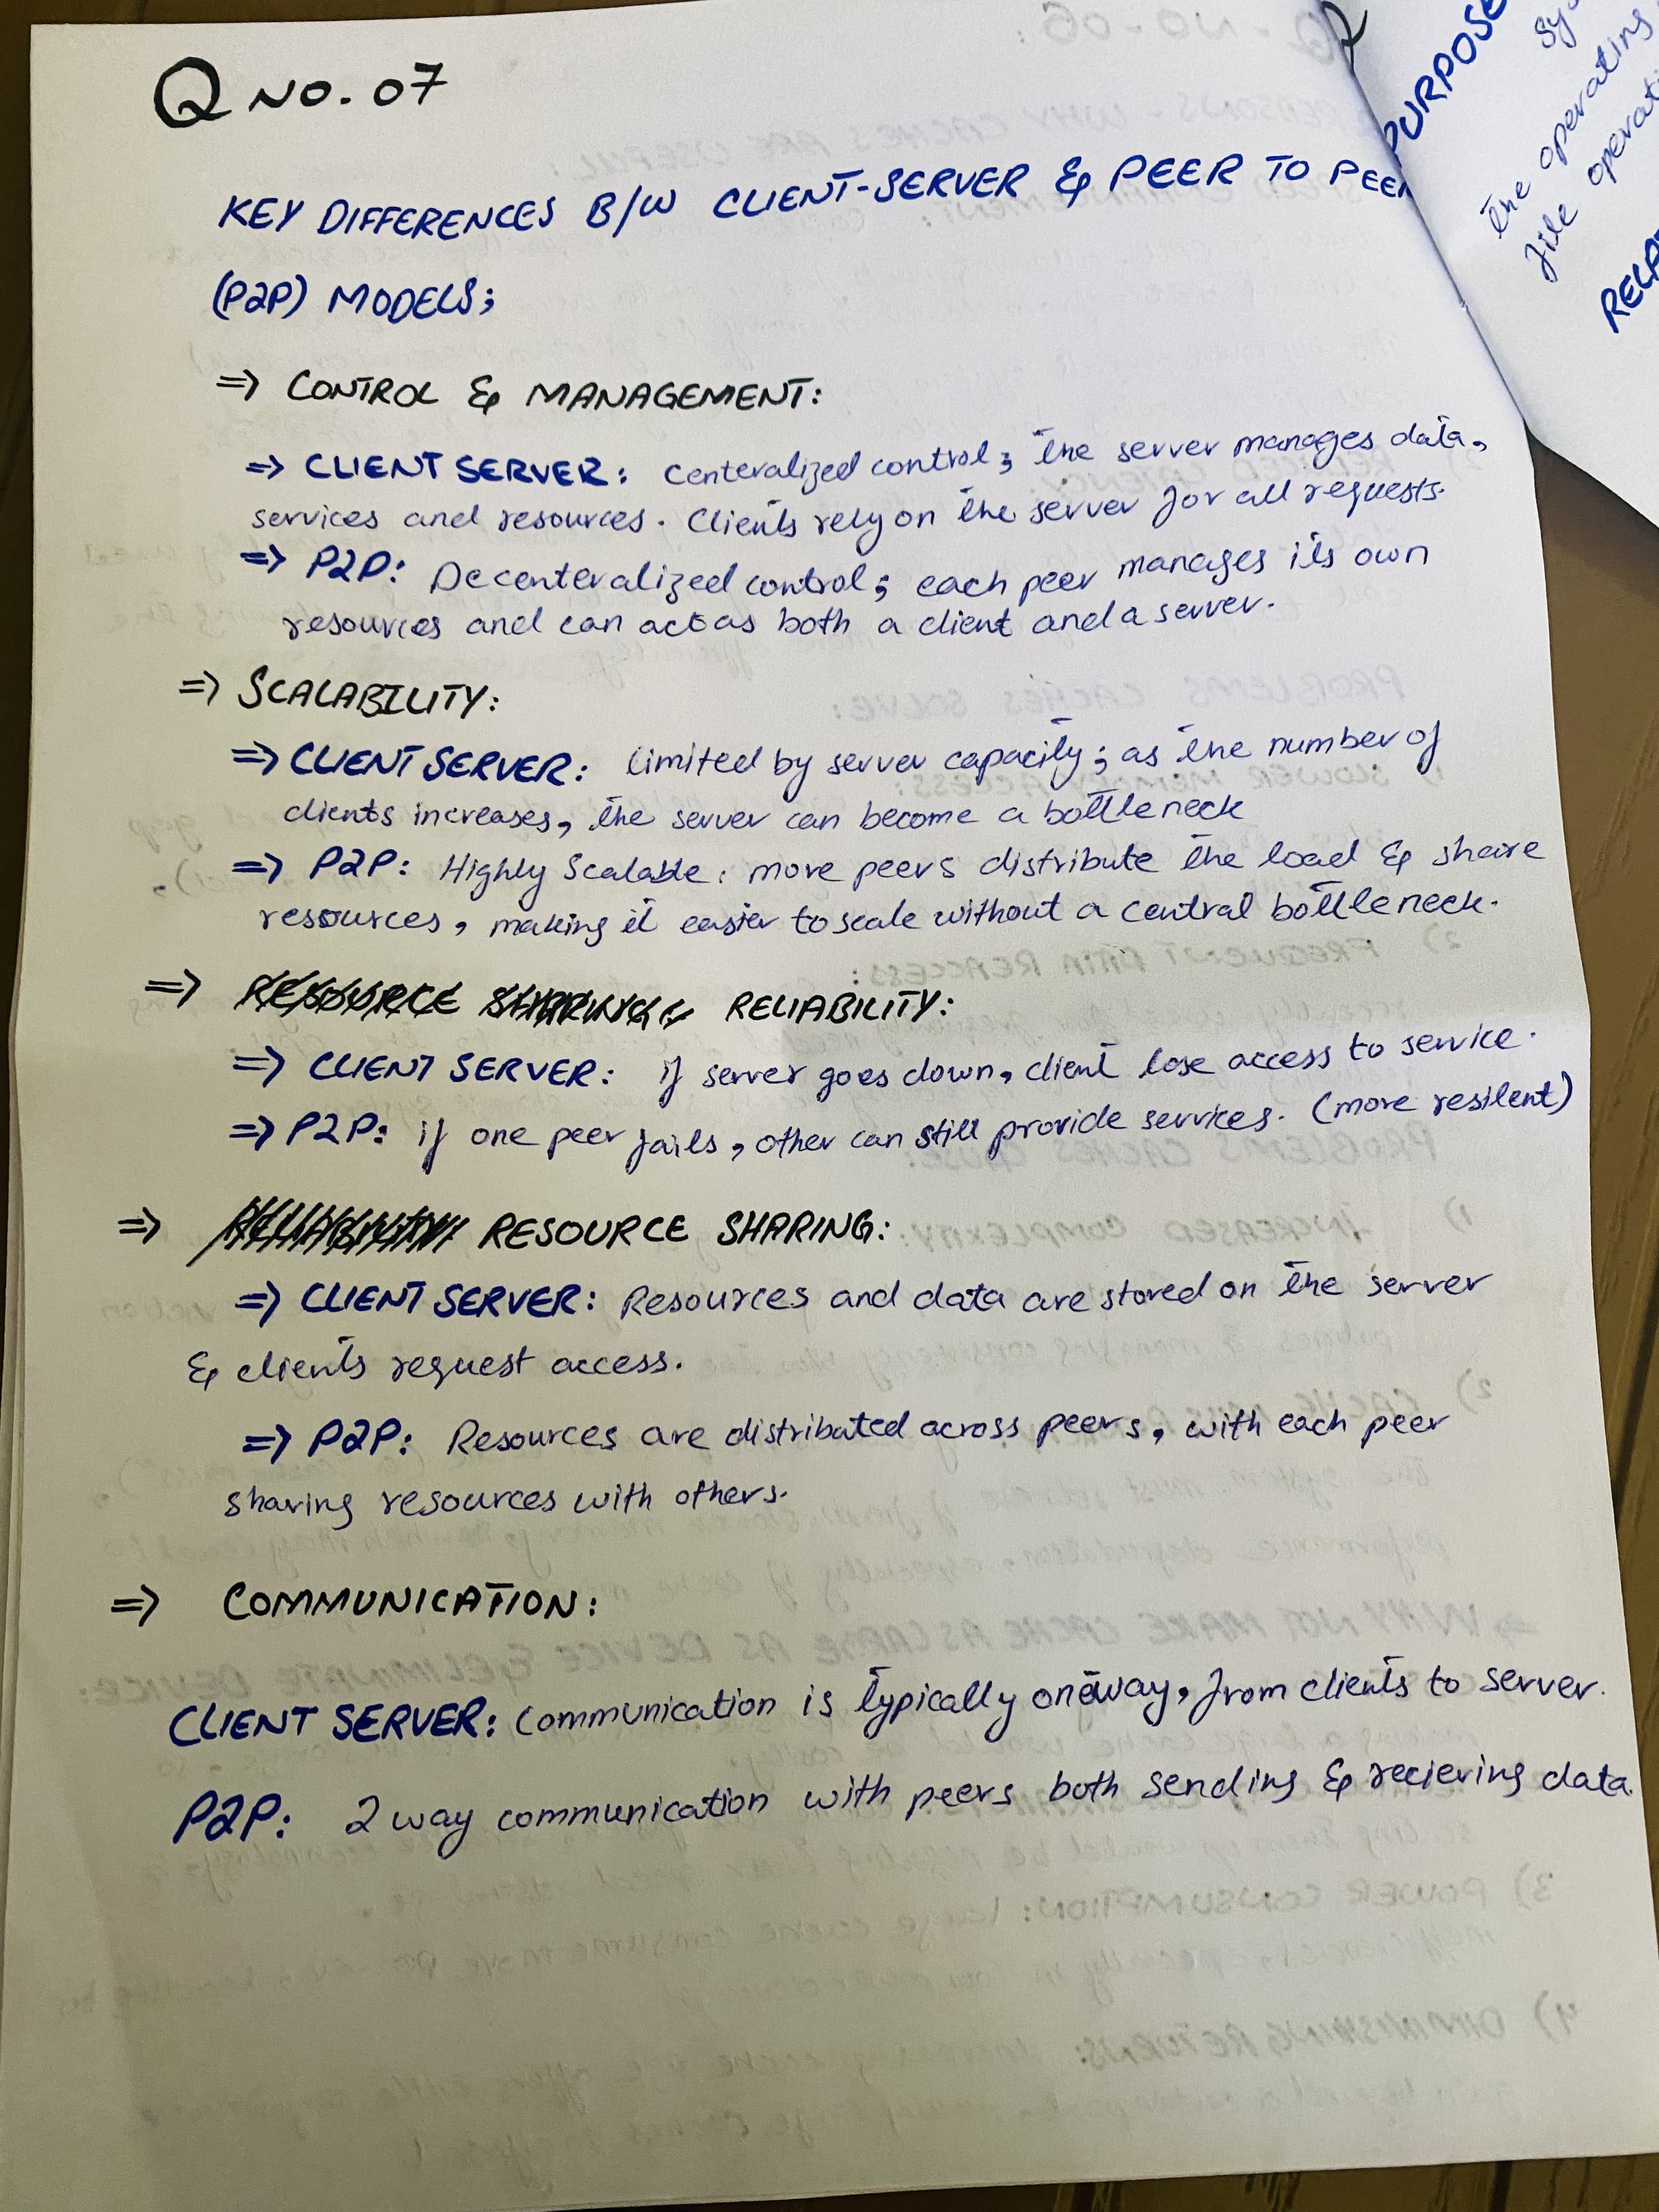 Q NO. 07
KEY DIFFERENCES B/W CLIENT-SERVER & PEER TO PEER
(P2P) MODELS;
⇒ CONTROL & MANAGEMENT:
⇒ CLIENT SERVER: Centeralized control; the server manages data,
services and resources. Clients rely on the server for all requests.
⇒ P2P: Decenteralized control; each peer manages its own
resources and can act as both a client and a server.
⇒ SCALABILITY:
⇒ CLIENT SERVER: limited by server capacity; as the number of
clients increases, the server can become a bottleneck
⇒ P2P: Highly Scalable. more peers distribute the load & share
resources, making it easier to scale without a central bottleneck.
⇒ RESOURCE SHARING: RELIABILITY:
⇒ CLIENT SERVER: if server goes down, client lose access to service.
⇒ P2P: if one peer fails, other can still provide services. (more resilent)
⇒ RELIABILITY RESOURCE SHARING:
⇒ CLIENT SERVER: Resources and data are stored on the server
& clients request access.
⇒ P2P: Resources are distributed across peers, with each peer
sharing resources with others.
⇒ COMMUNICATION:
CLIENT SERVER: Communication is typically oneway, from clients to server.
P2P: 2 way communication with peers both sending & recieving data.
PURPOSE
the operating
file operati
RELA